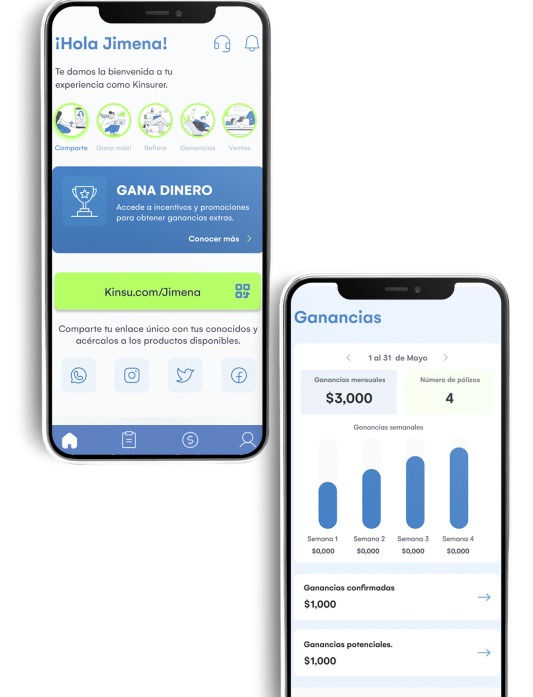 ¡Hola Jimena!
Te damos la bienvenida a tu
experiencia como Kinsurer.
Comparte
Gana más!
Refiere
Ganancias
Ventas
GANA DINERO
Accede a incentivos y promociones
para obtener ganancias extras.
Conocer más >
Kinsu.com/Jimena
Comparte tu enlace único con tus conocidos y
acércalos a los productos disponibles.
Ganancias
1 al 31 de Mayo
Ganancias mensuales
$3,000
Número de pólizas
4
Ganancias semanales
Semana 1
Semana 2
Semana 3
Semana 4
$0,000
$0,000
$0,000
$0,000
Ganancias confirmadas
$1,000
Ganancias potenciales.
$1,000